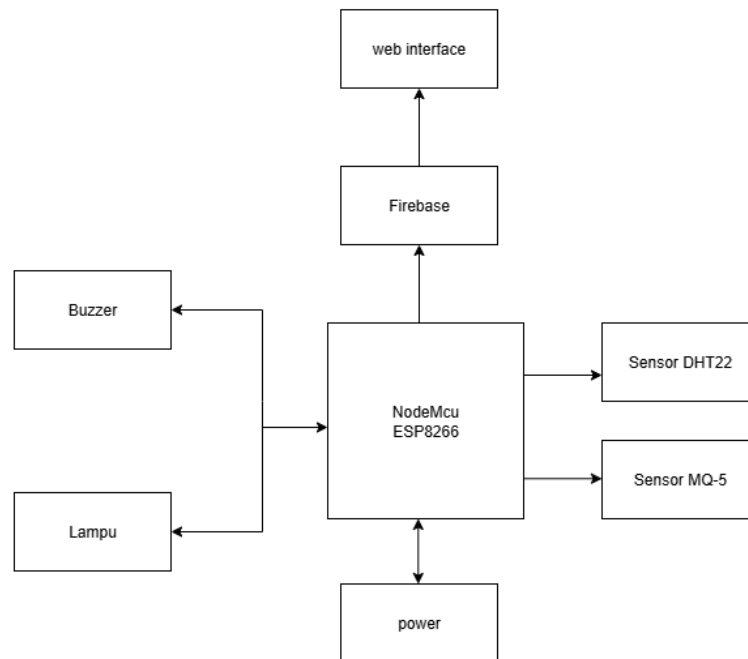 web interface
Firebase
Buzzer
NodeMcu
ESP8266
Sensor DHT22
Sensor MQ-5
Lampu
power